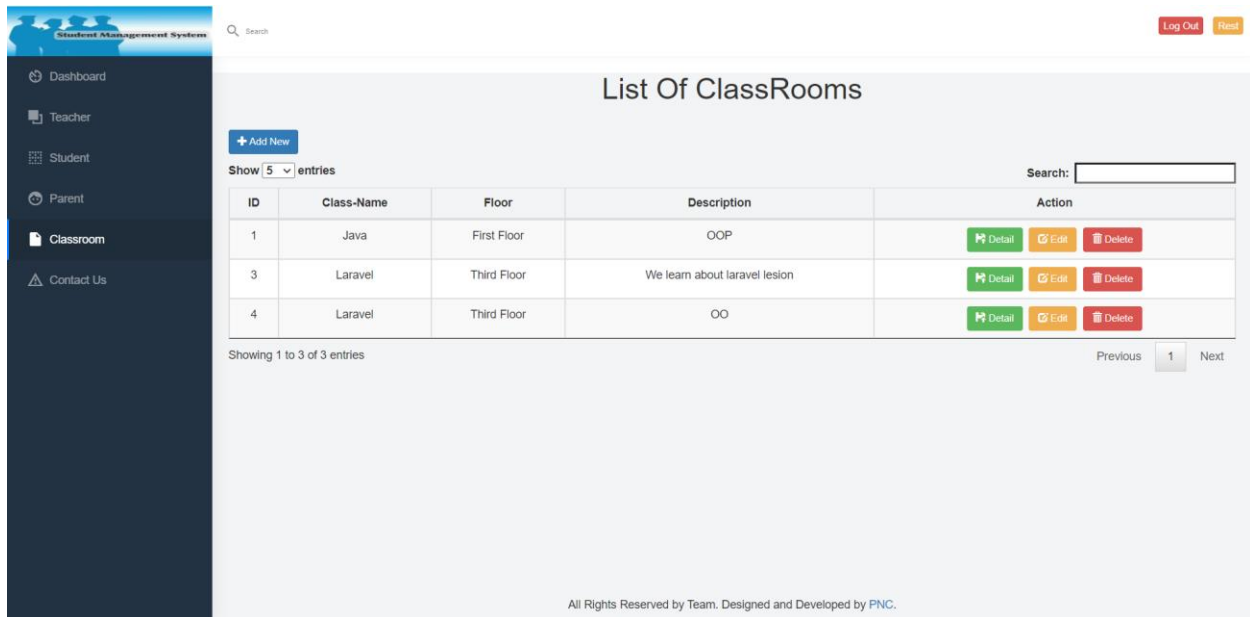 Student Management System
Search
Log Out Rest
Dashboard
Teacher
Student
Parent
Classroom
Contact Us
List Of ClassRooms
Add New
Show 5 entries
Search:
ID Class-Name Floor Description Action
1 Java First Floor OOP Detail Edit Delete
3 Laravel Third Floor We learn about laravel lesion Detail Edit Delete
4 Laravel Third Floor OO Detail Edit Delete
Showing 1 to 3 of 3 entries
Previous 1 Next
All Rights Reserved by Team. Designed and Developed by PNC.